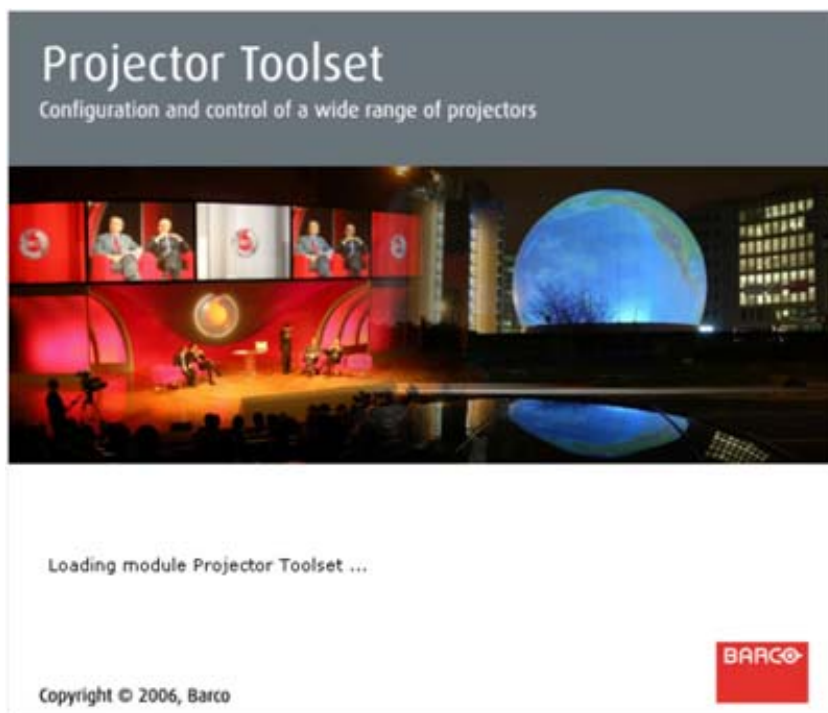 Projector Toolset
Configuration and control of a wide range of projectors
Loading module Projector Toolset ...
BARCO
Copyright © 2006, Barco